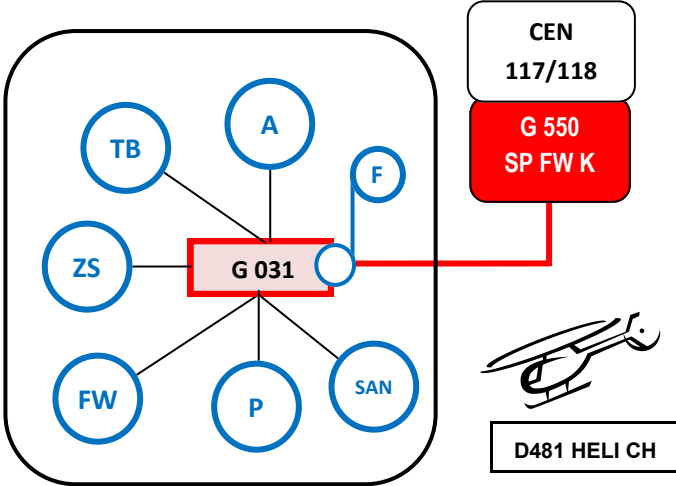 CEN
117/118
G 550
SP FW K
A
TB
F
ZS
G 031
FW
P
SAN
D481 HELI CH